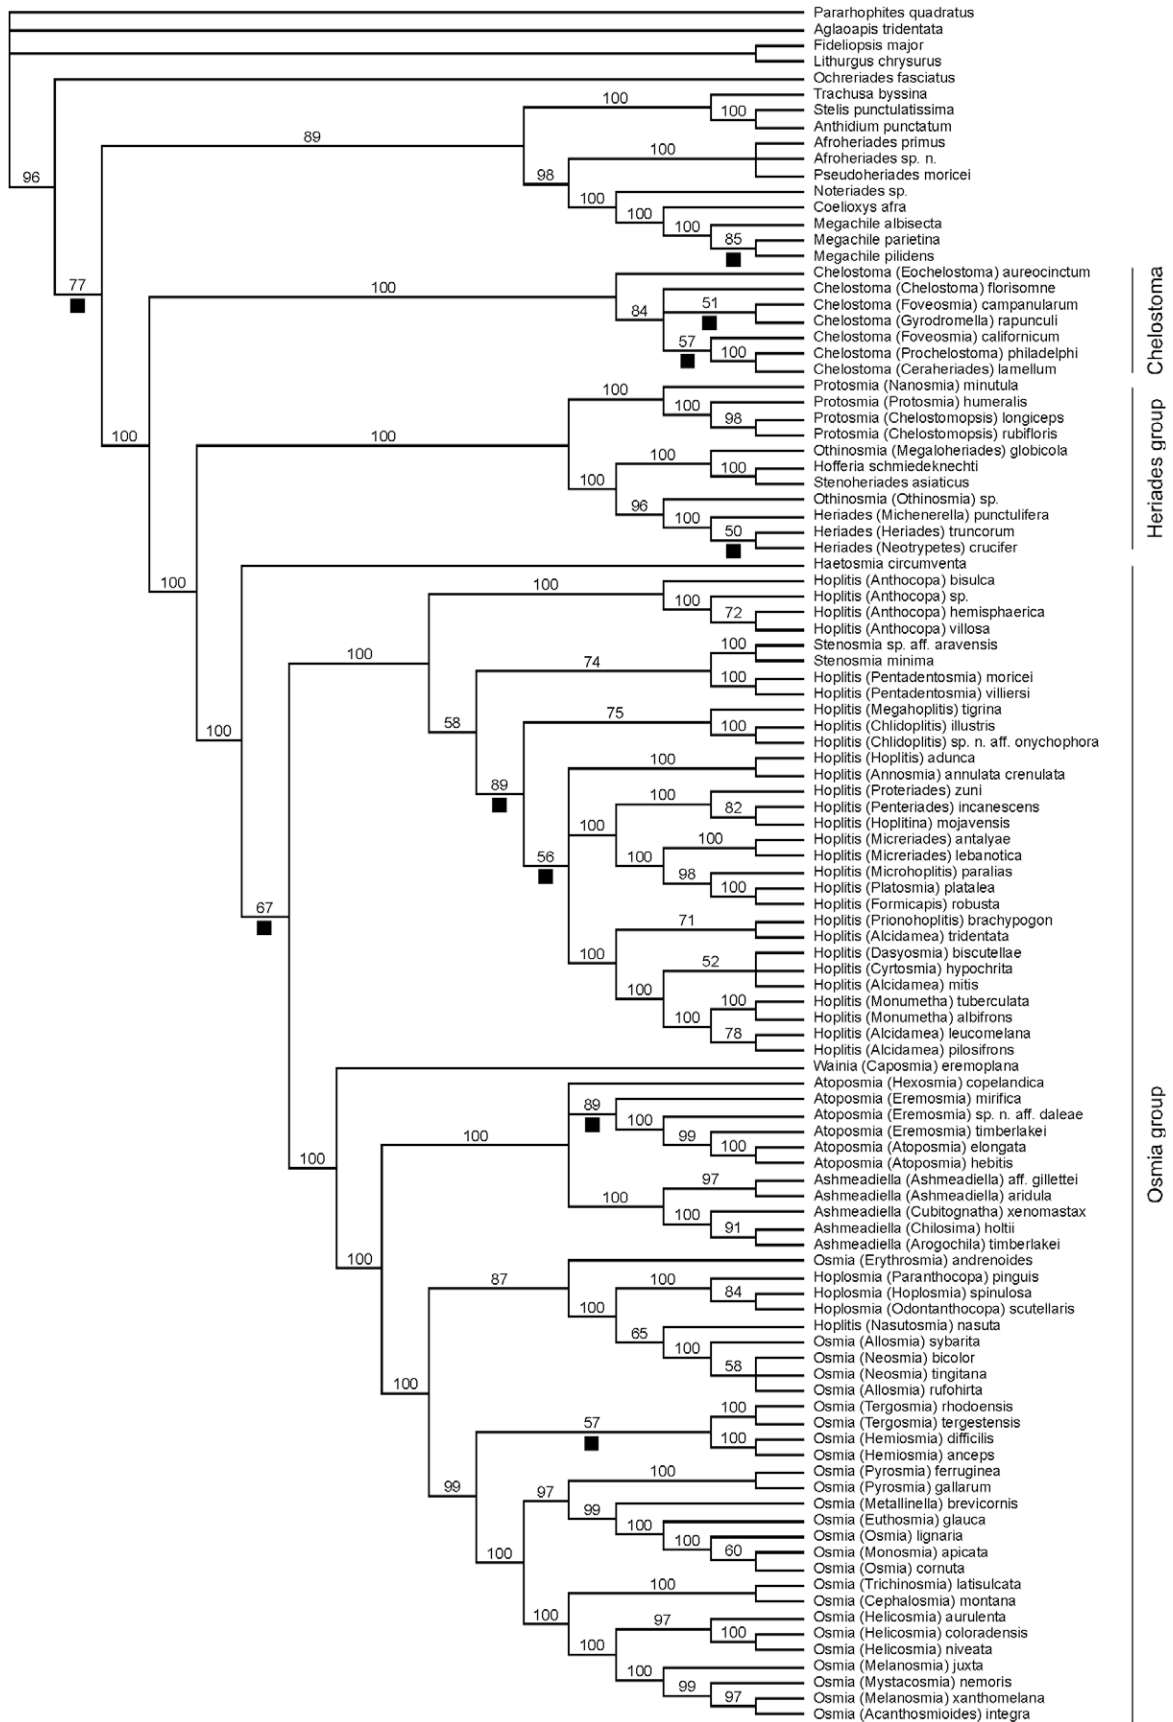 Pararhophites quadratus
Aglaoapis tridentata
Fideliopsis major
Lithurgus chrysurus
Ochreriades fasciatus
Trachusa byssina
100
Stelis punctulatissima
100
Anthidium punctatum
89
Afroheriades primus
100
Afroheriades sp. n.
Pseudoheriades moricei
98
96
Noteriades sp.
100
Coelioxys afra
100
Megachile albisecta
100
Megachile parietina
85
Megachile pilidens
Chelostoma (Eochelostoma) aureocinctum
77
100
Chelostoma (Chelostoma) florisomne
Chelostoma (Foveosmia) campanularum
51
84
Chelostoma (Gyrodromella) rapunculi
Chelostoma (Foveosmia) californicum
57
Chelostoma (Prochelostoma) philadelphi
100
Chelostoma (Ceraheriades) lamellum
Chelostoma
Protosmia (Nanosmia) minutula
100
Protosmia (Protosmia) humeralis
100
Protosmia (Chelostomopsis) longiceps
98
Protosmia (Chelostomopsis) rubifloris
100
100
Othinosmia (Megaloheriades) globicola
100
Hofferia schmiedeknechti
100
Stenoheriades asiaticus
100
Othinosmia (Othinosmia) sp.
96
Heriades (Michenerella) punctulifera
100
Heriades (Heriades) truncorum
50
Heriades (Neotrypetes) crucifer
Heriades group
Haetosmia circumventa
100
Hoplitis (Anthocopa) bisulca
100
Hoplitis (Anthocopa) sp.
100
Hoplitis (Anthocopa) hemisphaerica
72
Hoplitis (Anthocopa) villosa
Stenosmia sp. aff. aravensis
100
Stenosmia minima
100
74
Hoplitis (Pentadentosmia) moricei
100
Hoplitis (Pentadentosmia) villiersi
Hoplitis (Megahoplitis) tigrina
75
Hoplitis (Chlidoplitis) illustris
100
58
100
Hoplitis (Chlidoplitis) sp. n. aff. onychophora
Hoplitis (Hoplitis) adunca
100
Hoplitis (Annosmia) annulata crenulata
89
Hoplitis (Proteriades) zuni
100
Hoplitis (Penteriades) incanescens
82
Hoplitis (Hoplitina) mojavensis
100
Hoplitis (Micreriades) antalyae
100
Hoplitis (Micreriades) lebanotica
56
100
Hoplitis (Microhoplitis) paralias
98
Hoplitis (Platosmia) platalea
100
Hoplitis (Formicapis) robusta
67
Hoplitis (Prionohoplitis) brachypogon
71
Hoplitis (Alcidamea) tridentata
Hoplitis (Dasyosmia) biscutellae
100
Hoplitis (Cyrtosmia) hypochrita
52
Hoplitis (Alcidamea) mitis
100
Hoplitis (Monumetha) tuberculata
100
Hoplitis (Monumetha) albifrons
100
Hoplitis (Alcidamea) leucomelana
78
Hoplitis (Alcidamea) pilosifrons
Wainia (Caposmia) eremoplana
Atoposmia (Hexosmia) copelandica
Atoposmia (Eremosmia) mirifica
89
Atoposmia (Eremosmia) sp. n. aff. daleae
100
Atoposmia (Eremosmia) timberlakei
99
100
Atoposmia (Atoposmia) elongata
100
Atoposmia (Atoposmia) hebitis
100
Ashmeadiella (Ashmeadiella) aff. gillettei
97
Ashmeadiella (Ashmeadiella) aridula
100
Ashmeadiella (Cubitognatha) xenomastax
100
Ashmeadiella (Chilosima) holtii
91
Ashmeadiella (Arogochila) timberlakei
Osmia group
100
Osmia (Erythrosmia) andrenoides
87
Hoplosmia (Paranthocopa) pinguis
100
Hoplosmia (Hoplosmia) spinulosa
84
Hoplosmia (Odontanthocopa) scutellaris
100
Hoplitis (Nasutosmia) nasuta
65
Osmia (Allosmia) sybarita
100
Osmia (Neosmia) bicolor
58
Osmia (Neosmia) tingitana
Osmia (Allosmia) rufohirta
100
Osmia (Tergosmia) rhodoensis
100
Osmia (Tergosmia) tergestensis
57
Osmia (Hemiosmia) difficilis
100
Osmia (Hemiosmia) anceps
Osmia (Pyrosmia) ferruginea
100
Osmia (Pyrosmia) gallarum
99
97
Osmia (Metallinella) brevicornis
99
Osmia (Euthosmia) glauca
100
Osmia (Osmia) lignaria
100
Osmia (Monosmia) apicata
60
Osmia (Osmia) cornuta
100
Osmia (Trichinosmia) latisulcata
100
Osmia (Cephalosmia) montana
Osmia (Helicosmia) aurulenta
97
100
Osmia (Helicosmia) coloradensis
100
Osmia (Helicosmia) niveata
100
Osmia (Melanosmia) juxta
100
Osmia (Mystacosmia) nemoris
99
Osmia (Melanosmia) xanthomelana
97
Osmia (Acanthosmioides) integra